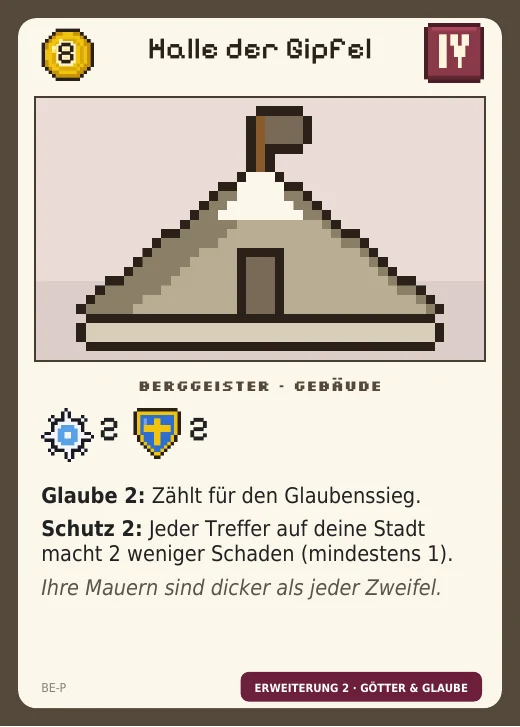 8
Halle der Gipfel
IV
BERGGEISTER - GEBÄUDE
2 2
Glaube 2: Zählt für den Glaubenssieg.
Schutz 2: Jeder Treffer auf deine Stadt
macht 2 weniger Schaden (mindestens 1).
Ihre Mauern sind dicker als jeder Zweifel.
BE-P
ERWEITERUNG 2 · GÖTTER & GLAUBE